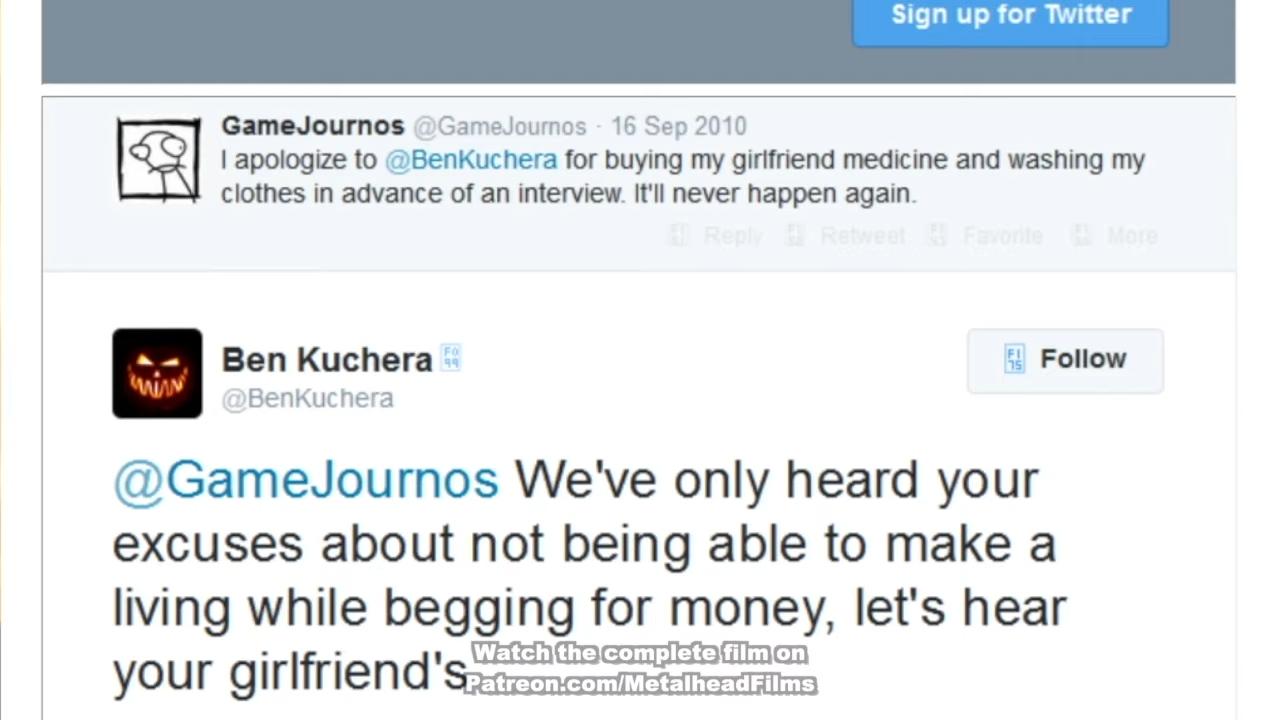 Sign up for Twitter
GameJournos @GameJournos · 16 Sep 2010
I apologize to @BenKuchera for buying my girlfriend medicine and washing my
clothes in advance of an interview. It'll never happen again.
Reply Retweet Favorite More
Ben Kuchera
@BenKuchera
Follow
@GameJournos We've only heard your
excuses about not being able to make a
living while begging for money, let's hear
your girlfriend's
Watch the complete film on
Patreon.com/MetalheadFilms